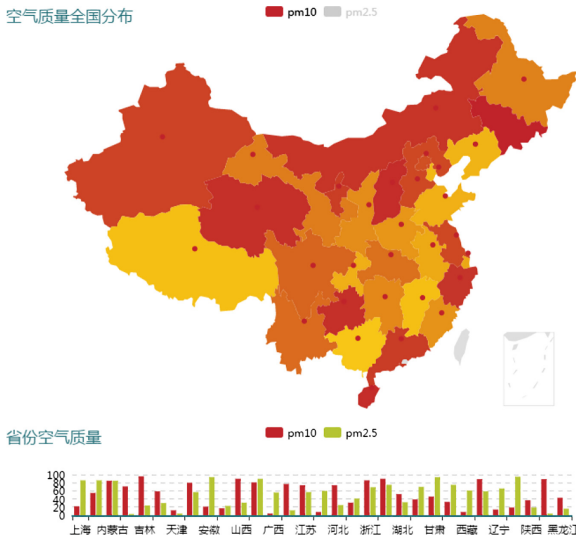 空气质量全国分布
pm10 pm2.5
省份空气质量
pm10 pm2.5
100
80
60
40
20
0
上海 内蒙古 吉林 天津 安徽 山西 广西 江苏 河北 浙江 湖北 甘肃 西藏 辽宁 陕西 黑龙江